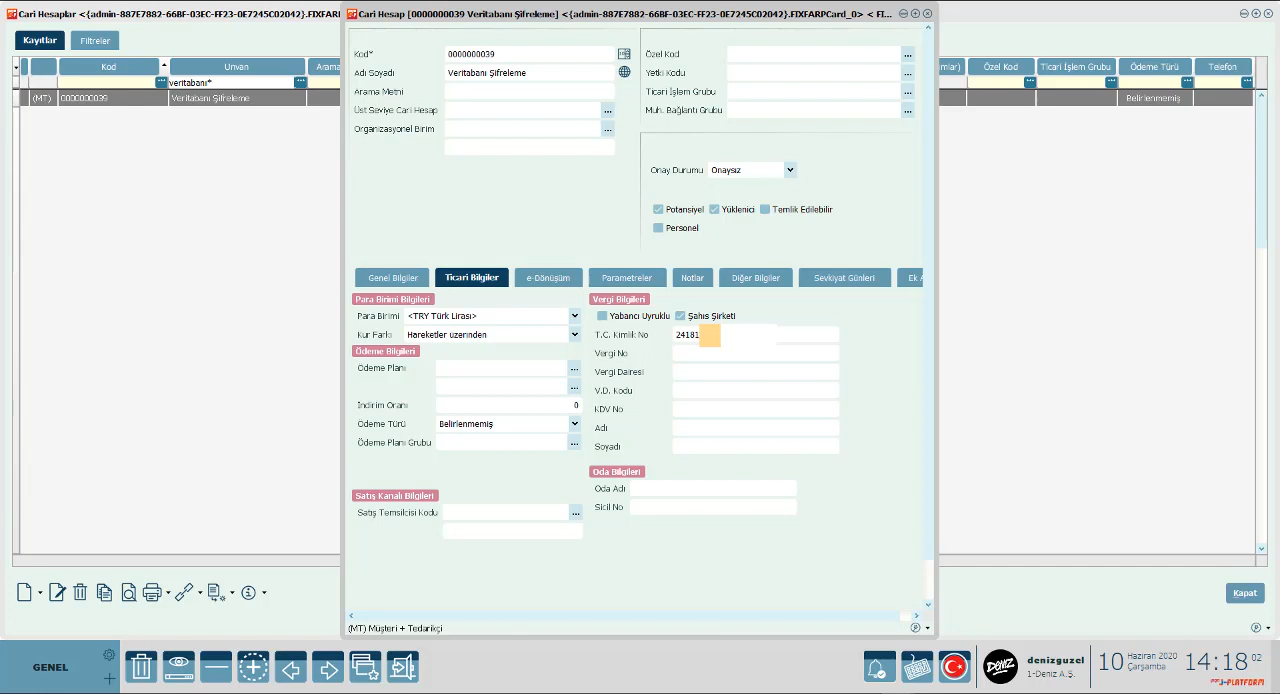 Cari Hesaplar <{admin-887E7882-66BF-03EC-FF23-0E7245C02042}.FIXFARP
Cari Hesap [0000000039 Veritabanı Şifreleme] <{admin-887E7882-66BF-03EC-FF23-0E7245C02042}.FIXFARPCard_0> < FI...
Kayıtlar
Filtreler
Kod
Unvan
Arama
veritabanı*
(MT) 0000000039 Veritabanı Şifreleme
Kod*
0000000039
Adı Soyadı
Veritabanı Şifreleme
Arama Metni
Üst Seviye Cari Hesap
Organizasyonel Birim
Özel Kod
Yetki Kodu
Ticari İşlem Grubu
Muh. Bağlantı Grubu
Onay Durumu
Onaysız
Potansiyel
Yüklenici
Temlik Edilebilir
Personel
Genel Bilgiler
Ticari Bilgiler
e-Dönüşüm
Parametreler
Notlar
Diğer Bilgiler
Sevkiyat Günleri
Ek A
Para Birimi Bilgileri
Para Birimi
<TRY Türk Lirası>
Kur Farkı
Hareketler üzerinden
Ödeme Bilgileri
Ödeme Planı
İndirim Oranı
0
Ödeme Türü
Belirlenmemiş
Ödeme Planı Grubu
Satış Kanalı Bilgileri
Satış Temsilcisi Kodu
Vergi Bilgileri
Yabancı Uyruklu
Şahıs Şirketi
T.C. Kimlik No
24181
Vergi No
Vergi Dairesi
V.D. Kodu
KDV No
Adı
Soyadı
Oda Bilgileri
Oda Adı
Sicil No
(MT) Müşteri + Tedarikçi
mlar)
Özel Kod
Ticari İşlem Grubu
Ödeme Türü
Telefon
Belirlenmemiş
Kapat
GENEL
DENİZ
denizguzel
1-Deniz A.Ş.
10 Haziran 2020
Çarşamba
14:18 02
J-PLATFORM